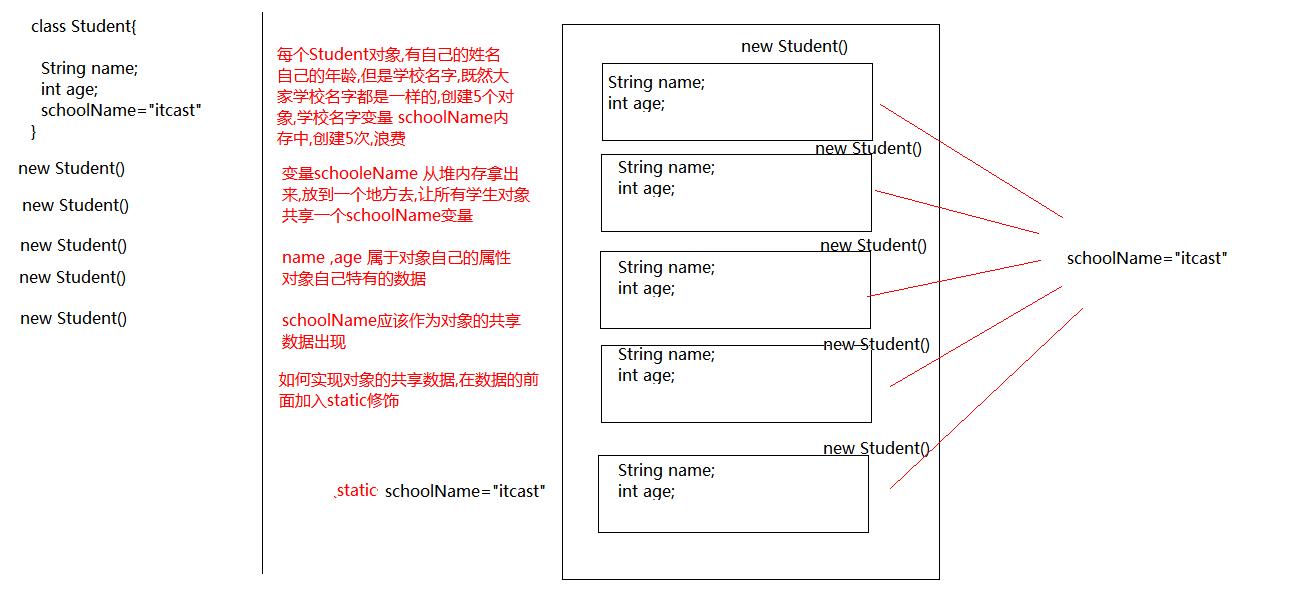 class Student{
String name;
int age;
schoolName="itcast"
}
new Student()
new Student()
new Student()
new Student()
new Student()
每个Student对象,有自己的姓名
自己的年龄,但是学校名字,既然大
家学校名字都是一样的,创建5个对
象,学校名字变量 schoolName内
存中,创建5次,浪费
变量schooleName 从堆内存拿出
来,放到一个地方去,让所有学生对象
共享一个schoolName变量
name ,age 属于对象自己的属性
对象自己特有的数据
schoolName应该作为对象的共享
数据出现
如何实现对象的共享数据,在数据的前
面加入static修饰
static schoolName="itcast"
new Student()
String name;
int age;
new Student()
String name;
int age;
new Student()
String name;
int age;
new Student()
String name;
int age;
new Student()
String name;
int age;
schoolName="itcast"